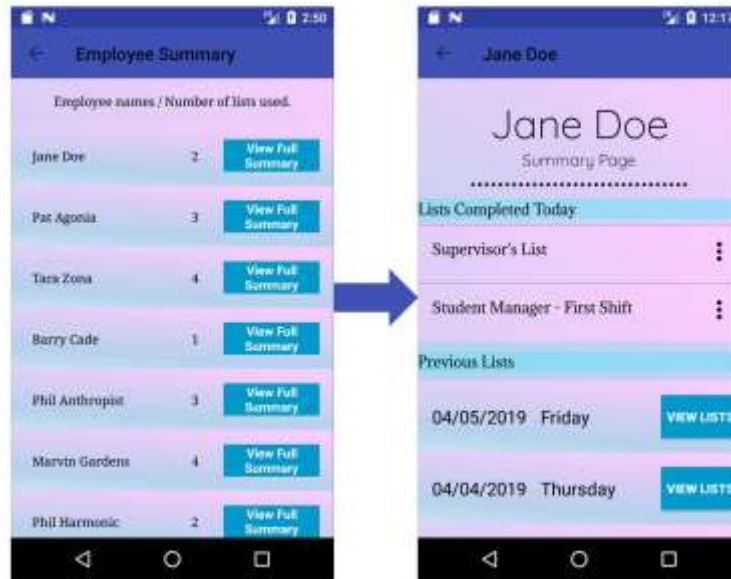 2:50
Employee Summary
Employee names / Number of lists used.
Jane Doe 2 View Full Summary
Pat Agonia 3 View Full Summary
Tara Zona 4 View Full Summary
Barry Cade 1 View Full Summary
Phil Anthropist 3 View Full Summary
Marvin Gardens 4 View Full Summary
Phil Harmonic 2 View Full Summary
12:17
Jane Doe
Jane Doe
Summary Page
Lists Completed Today
Supervisor's List
Student Manager - First Shift
Previous Lists
04/05/2019 Friday VIEW LISTS
04/04/2019 Thursday VIEW LISTS